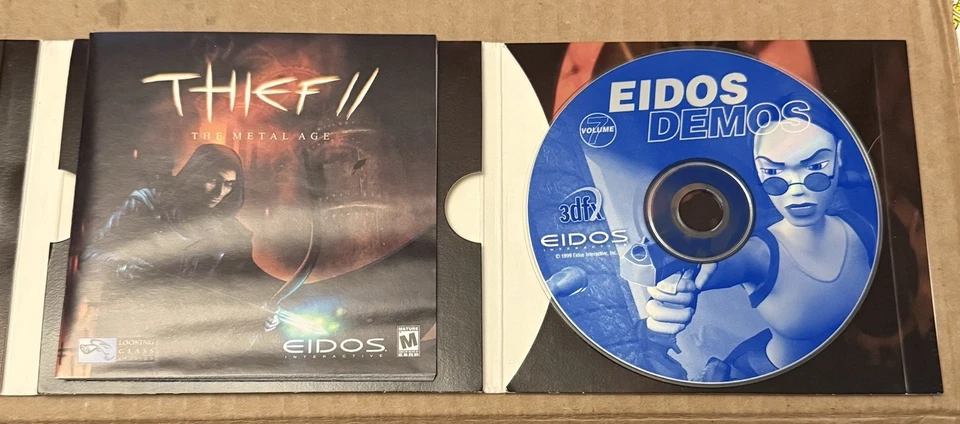 THIEF II
THE METAL AGE
LOOKING
GLASS
EIDOS
INTERACTIVE
MATURE
M
EIDOS
DEMOS
7
VOLUME
3dfx
EIDOS
INTERACTIVE
© 1999 Eidos Interactive, Inc.